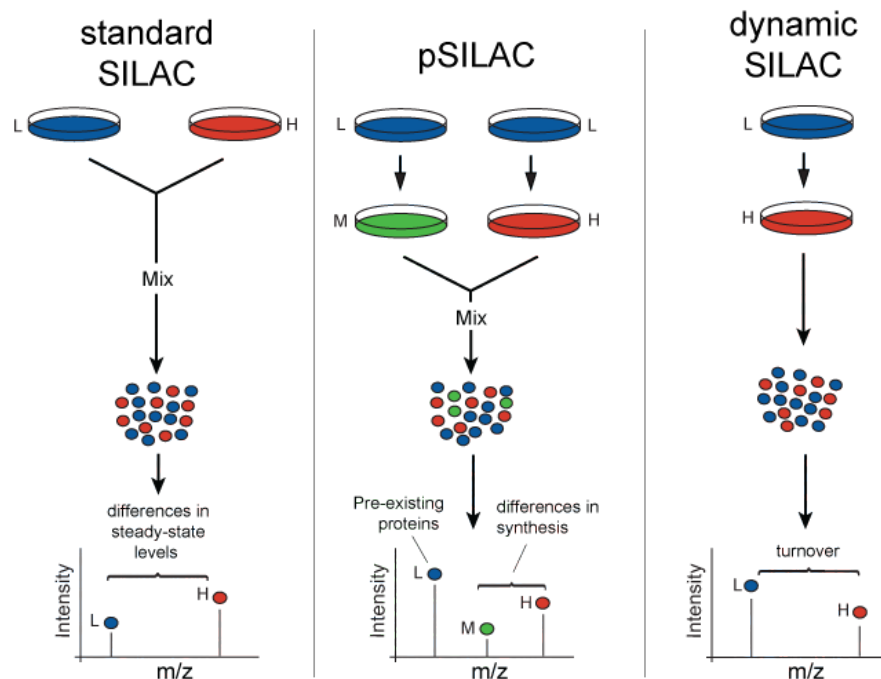 standard
SILAC
L
H
Mix
differences in
steady-state
levels
Intensity
L
H
m/z
pSILAC
L
L
M
H
Mix
Pre-existing
proteins
differences in
synthesis
Intensity
L
M
H
m/z
dynamic
SILAC
L
H
turnover
Intensity
L
H
m/z